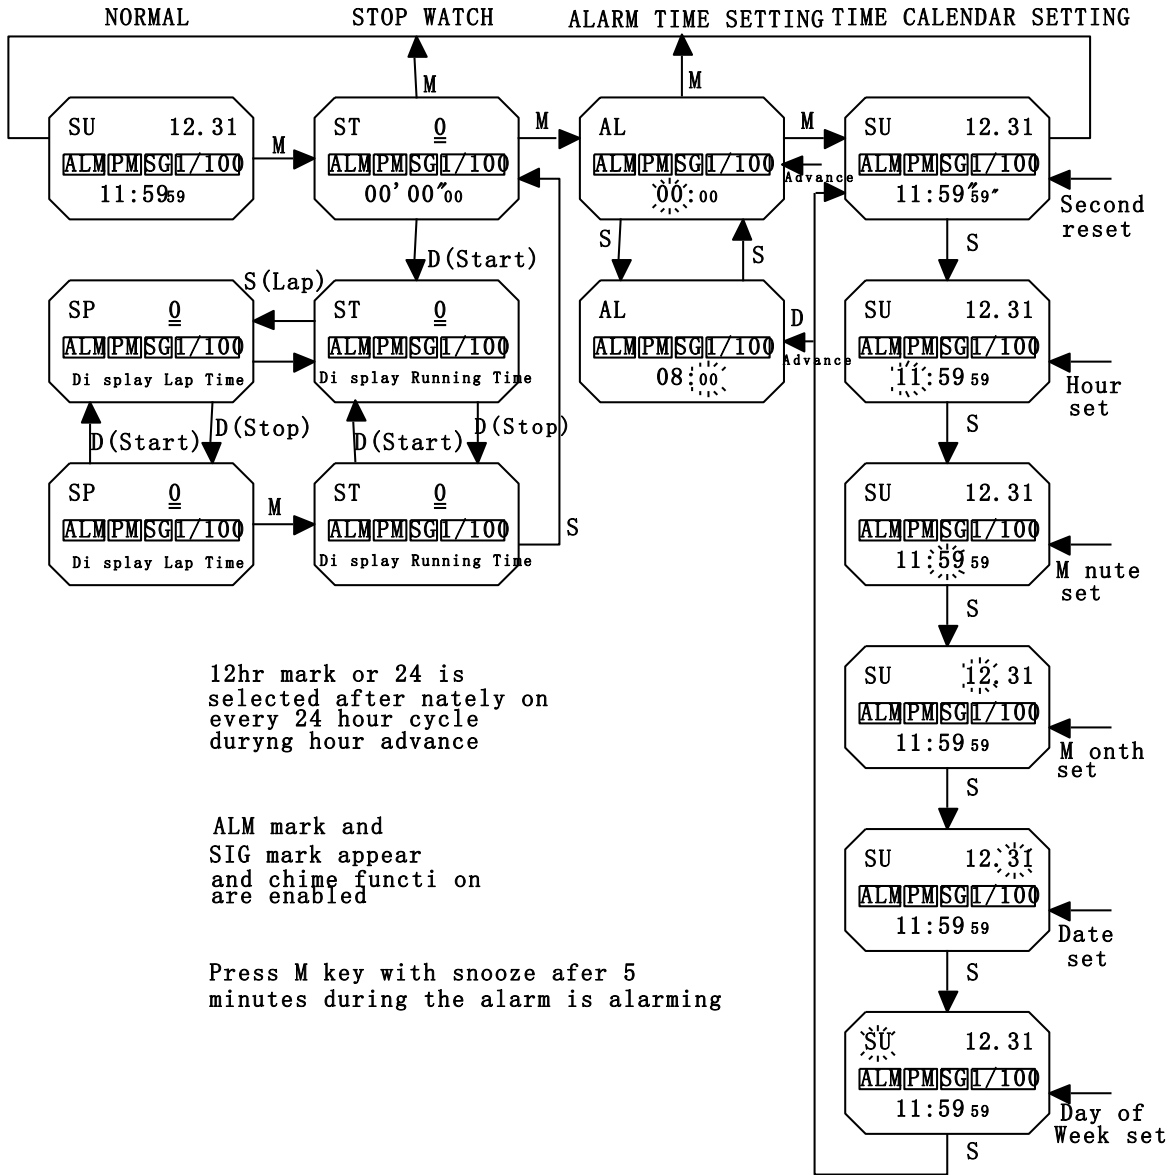 NORMAL STOP WATCH ALARM TIME SETTING TIME CALENDAR SETTING
M M
SU 12.31 ST 0 AL SU 12.31
M M M
ALM PM SG 1/100 ALM PM SG 1/100 ALM PM SG 1/100 ALM PM SG 1/100
Advance
11:59 59 00'00"00 00:00 11:59"59"
Second
reset
S S S
D(Start)
S(Lap)
SP 0 ST 0 AL SU 12.31
D
ALM PM SG 1/100 ALM PM SG 1/100 ALM PM SG 1/100 ALM PM SG 1/100
Advance
Di splay Lap Time Di splay Running Time 08:00 11:59 59
Hour
set
D(Start) D(Stop) D(Start) D(Stop) S
SP 0 ST 0 SU 12.31
M
ALM PM SG 1/100 ALM PM SG 1/100 ALM PM SG 1/100
S
Di splay Lap Time Di splay Running Time 11:59 59
M nute
set
S
12hr mark or 24 is
selected after nately on
every 24 hour cycle
duryng hour advance
SU 12.31
ALM PM SG 1/100
11:59 59
M onth
set
S
ALM mark and
SIG mark appear
and chime functi on
are enabled
SU 12.31
ALM PM SG 1/100
11:59 59
Date
set
S
Press M key with snooze afer 5
minutes during the alarm is alarming
SU 12.31
ALM PM SG 1/100
11:59 59
Day of
Week set
S